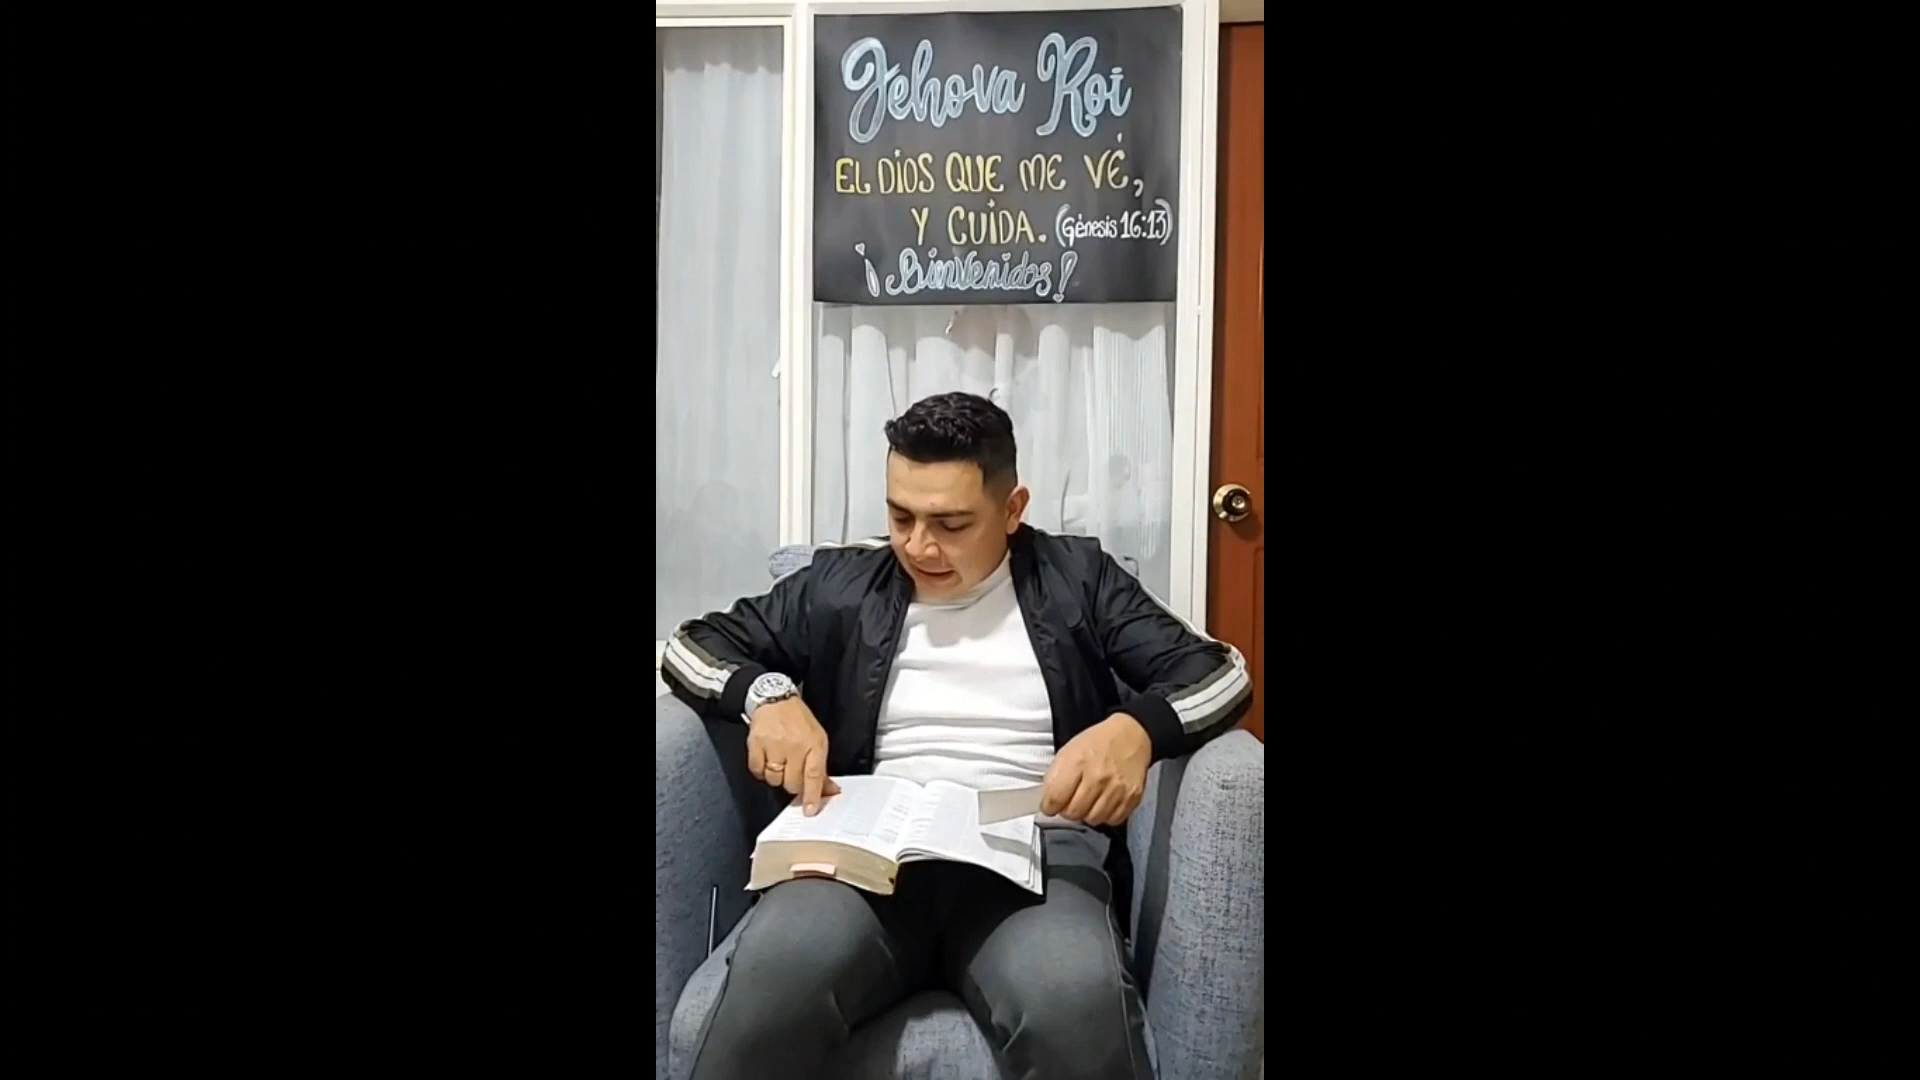 Jehova Roi
EL DIOS QUE ME VÉ,
Y CUIDA. (Génesis 16:13)
¡Bienvenidos!